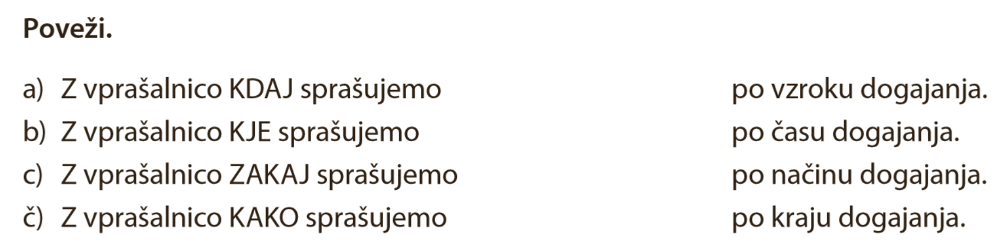 Poveži.
a) Z vprašalnico KDAJ sprašujemo po vzroku dogajanja.
b) Z vprašalnico KJE sprašujemo po času dogajanja.
c) Z vprašalnico ZAKAJ sprašujemo po načinu dogajanja.
č) Z vprašalnico KAKO sprašujemo po kraju dogajanja.